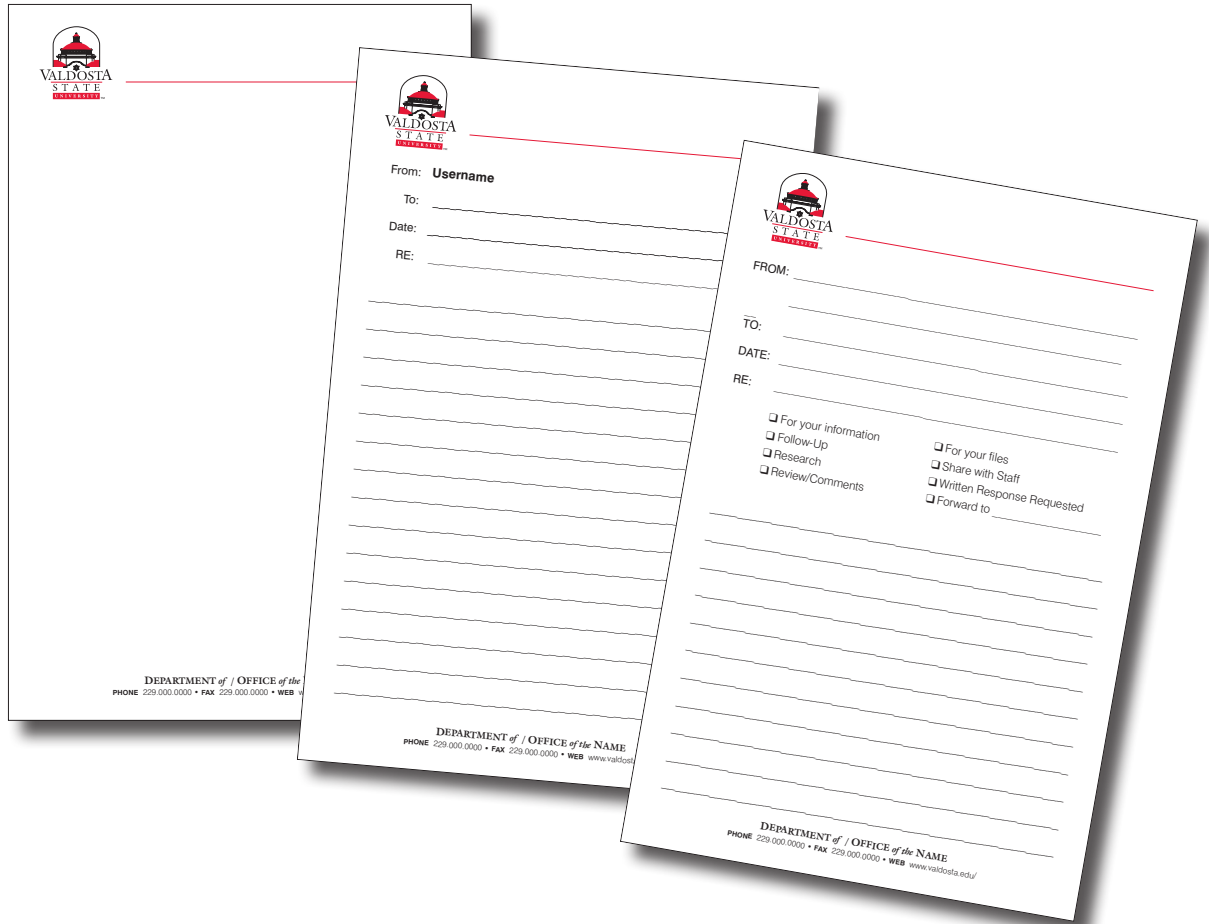 VALDOSTA
STATE
UNIVERSITY™
DEPARTMENT of / OFFICE of the
PHONE 229.000.0000 • FAX 229.000.0000 • WEB
VALDOSTA
STATE
UNIVERSITY™
From: Username
To:
Date:
RE:
DEPARTMENT of / OFFICE of the NAME
PHONE 229.000.0000 • FAX 229.000.0000 • WEB www.valdost
VALDOSTA
STATE
UNIVERSITY™
FROM:
TO:
DATE:
RE:
❑ For your information
❑ Follow-Up
❑ Research
❑ Review/Comments
❑ For your files
❑ Share with Staff
❑ Written Response Requested
❑ Forward to
DEPARTMENT of / OFFICE of the NAME
PHONE 229.000.0000 • FAX 229.000.0000 • WEB www.valdosta.edu/